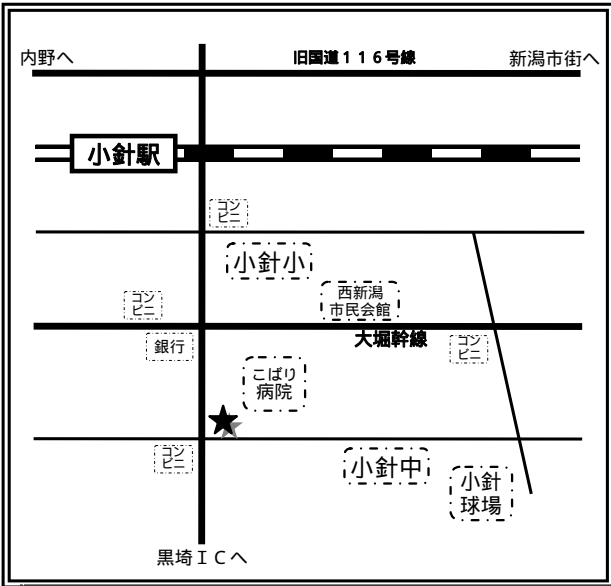 内野へ
旧国道１１６号線
新潟市街へ
小針駅
コン
ビニ
小針小
西新潟
市民会館
コン
ビニ
大堀幹線
銀行
コン
ビニ
こばり
病院
コン
ビニ
小針中
小針
球場
黒埼ＩＣへ